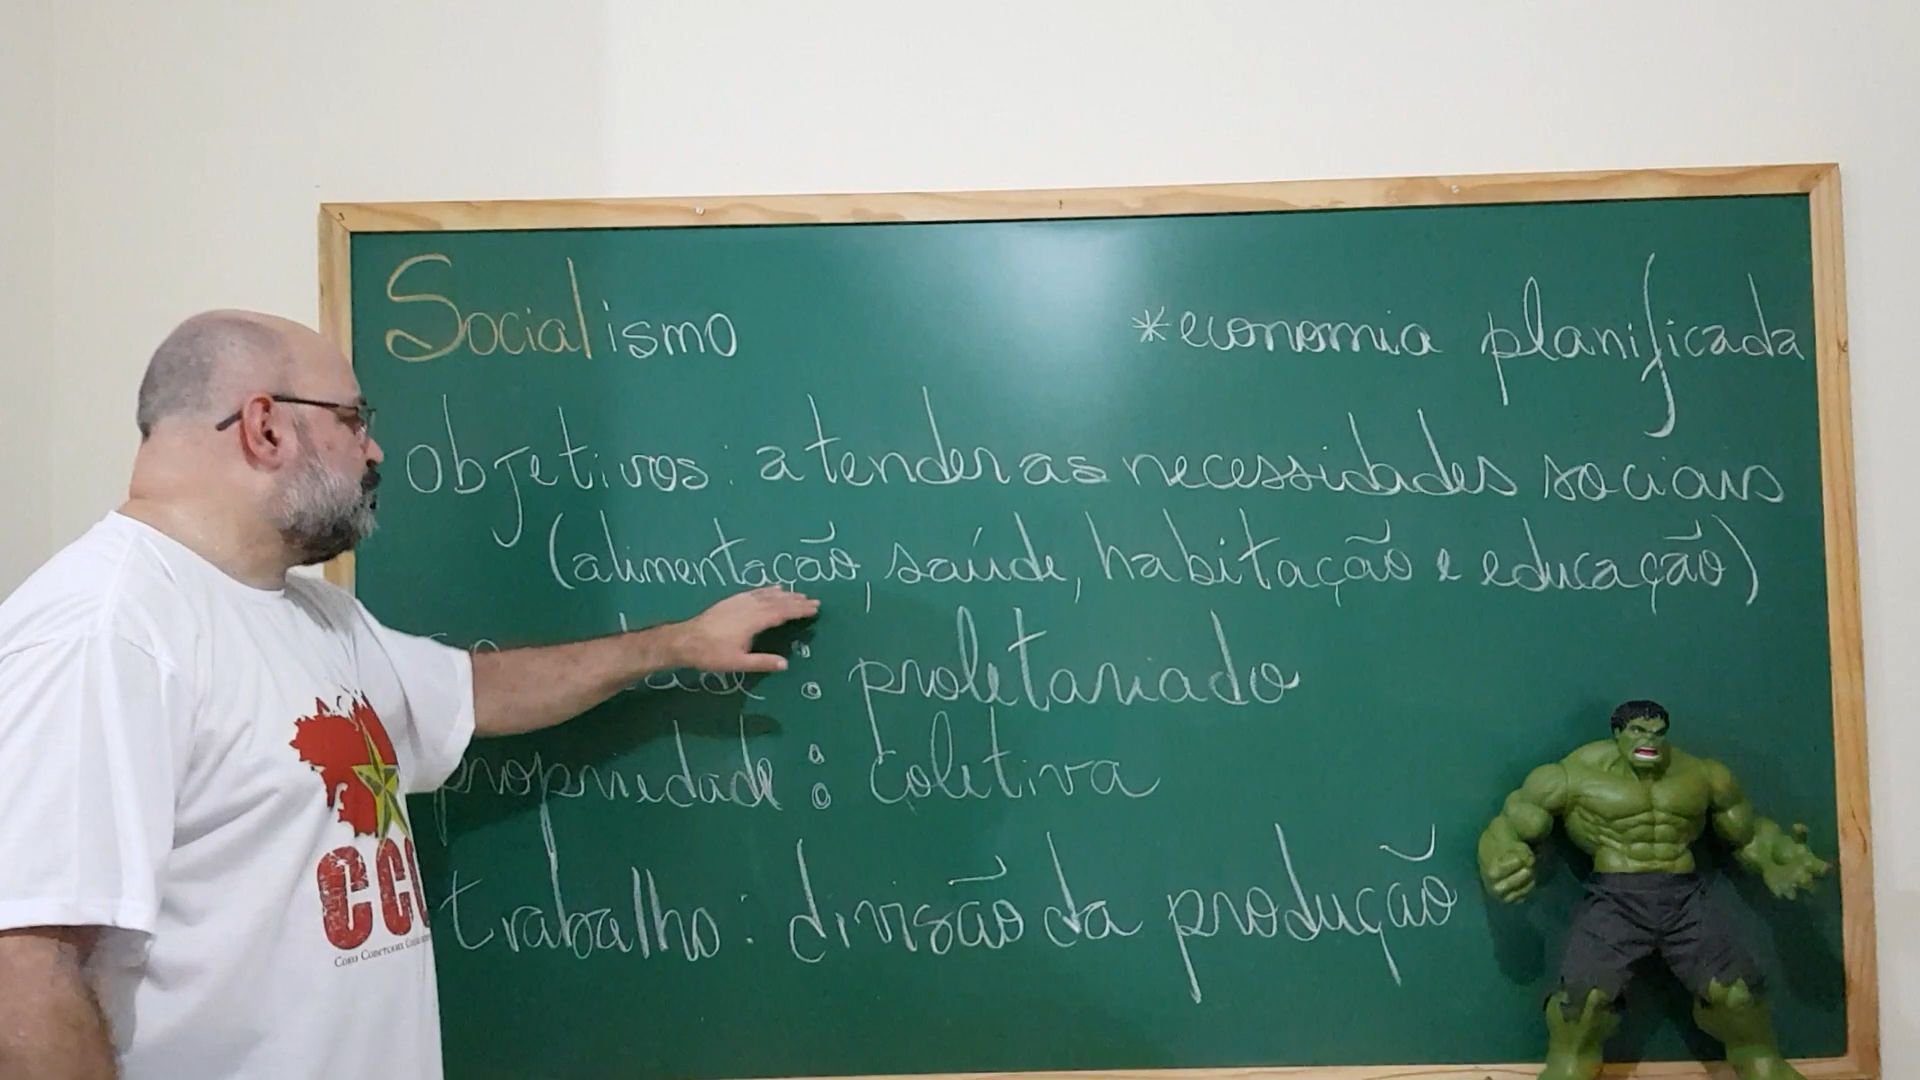 Socialismo
*economia planificada
objetivos: atender as necessidades sociais
(alimentação, saúde, habitação e educação)
: proletariado
propriedade: coletiva
trabalho: divisão da produção